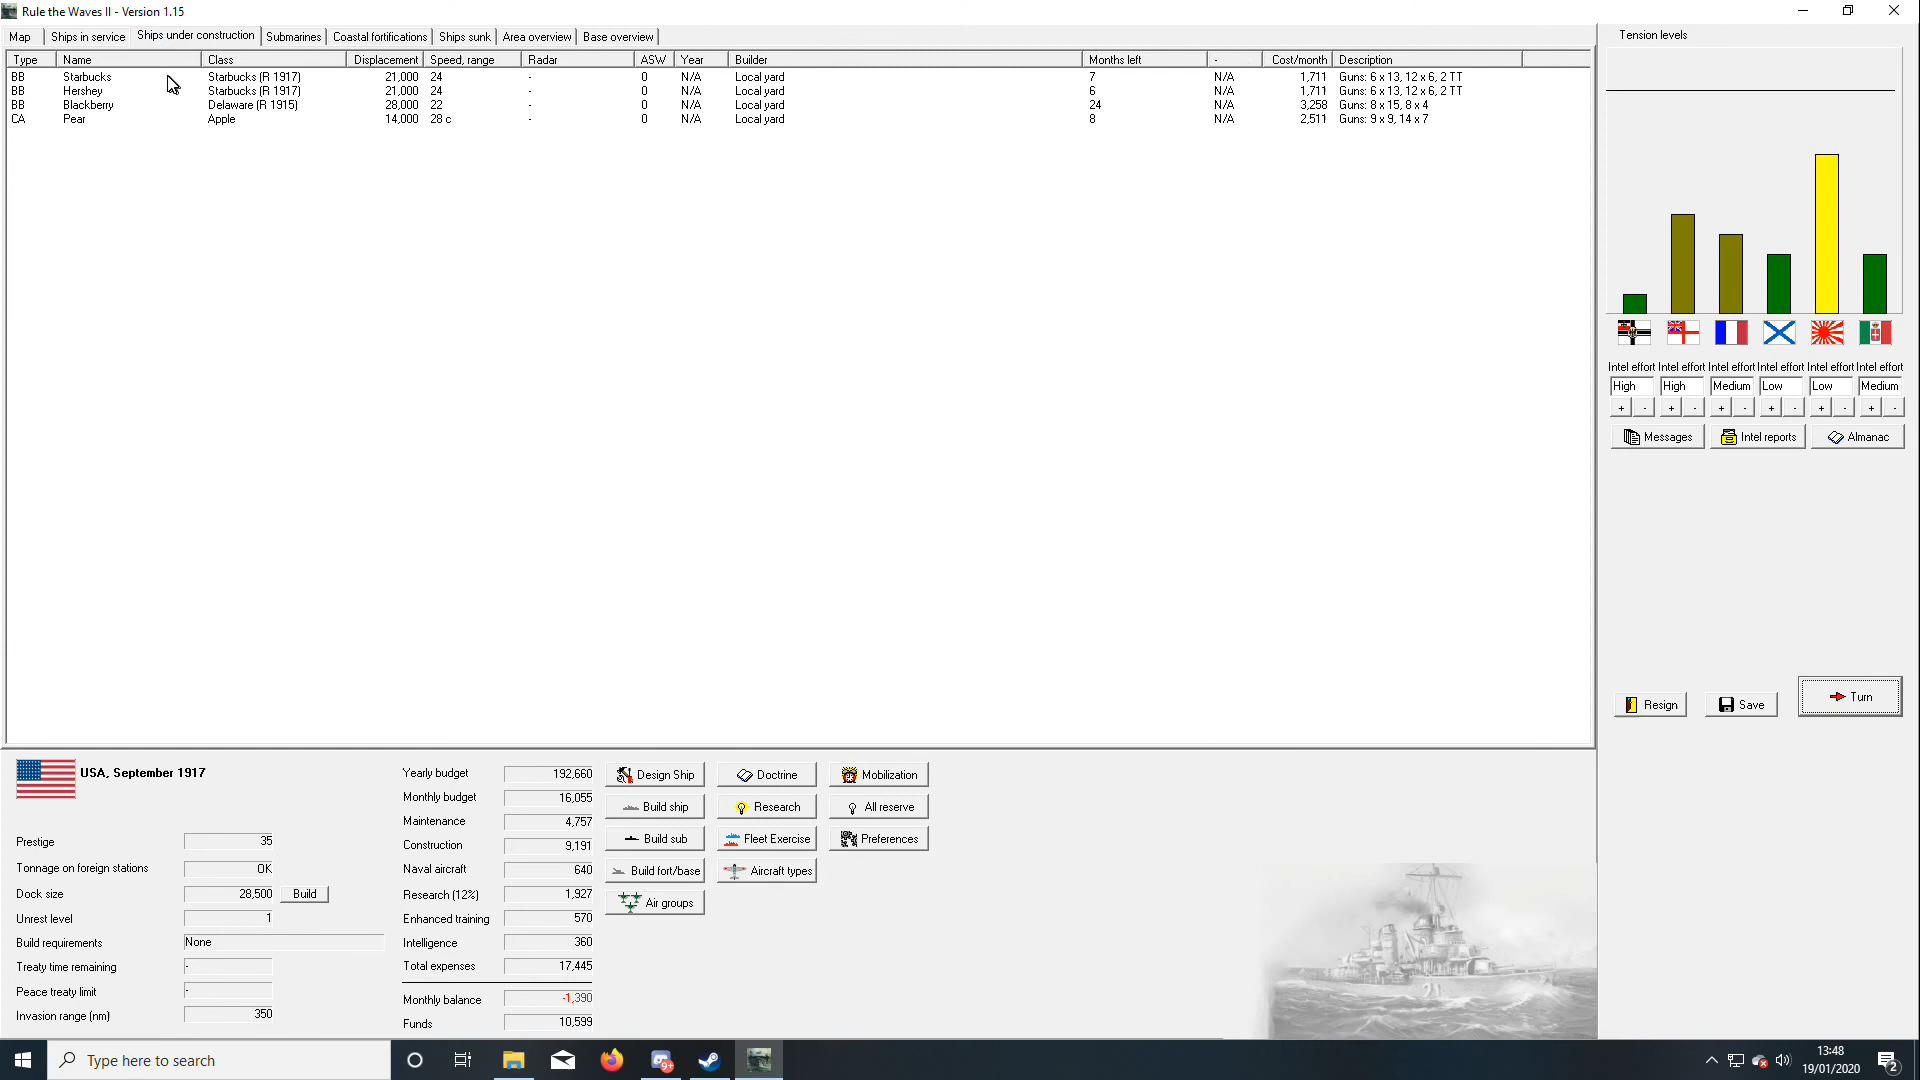 Rule the Waves II - Version 1.15
Map Ships in service Ships under construction Submarines Coastal fortifications Ships sunk Area overview Base overview
Type Name Class Displacement Speed, range Radar ASW Year Builder Months left - Cost/month Description
BB Starbucks Starbucks (R 1917) 21,000 24 - 0 N/A Local yard 7 N/A 1,711 Guns: 6 x 13, 12 x 6, 2 TT
BB Hershey Starbucks (R 1917) 21,000 24 - 0 N/A Local yard 6 N/A 1,711 Guns: 6 x 13, 12 x 6, 2 TT
BB Blackberry Delaware (R 1915) 28,000 22 - 0 N/A Local yard 24 N/A 3,258 Guns: 8 x 15, 8 x 4
CA Pear Apple 14,000 28 c - 0 N/A Local yard 8 N/A 2,511 Guns: 9 x 9, 14 x 7
Tension levels
Intel effort Intel effort Intel effort Intel effort Intel effort Intel effort
High High Medium Low Low Medium
+ - + - + - + - + - + -
Messages Intel reports Almanac
Resign Save Turn
USA, September 1917
Prestige 35
Tonnage on foreign stations OK
Dock size 28,500 Build
Unrest level 1
Build requirements None
Treaty time remaining -
Peace treaty limit -
Invasion range (nm) 350
Yearly budget 192,660
Monthly budget 16,055
Maintenance 4,757
Construction 9,191
Naval aircraft 640
Research (12%) 1,927
Enhanced training 570
Intelligence 360
Total expenses 17,445
Monthly balance -1,390
Funds 10,599
Design Ship Doctrine Mobilization
Build ship Research All reserve
Build sub Fleet Exercise Preferences
Build fort/base Aircraft types
Air groups
Type here to search
9+
13:48
19/01/2020
2